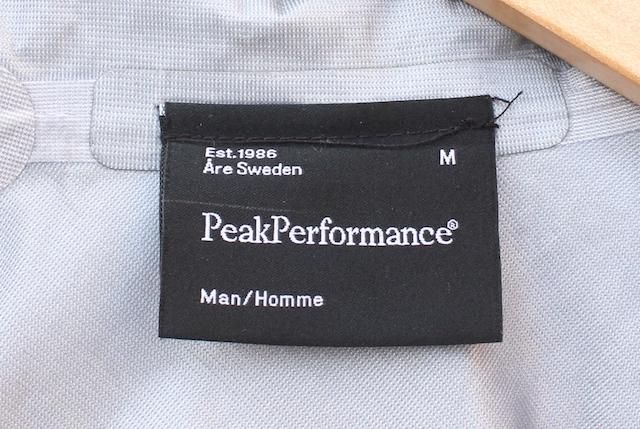 Est.1986 M
Åre Sweden
PeakPerformance®
Man/Homme